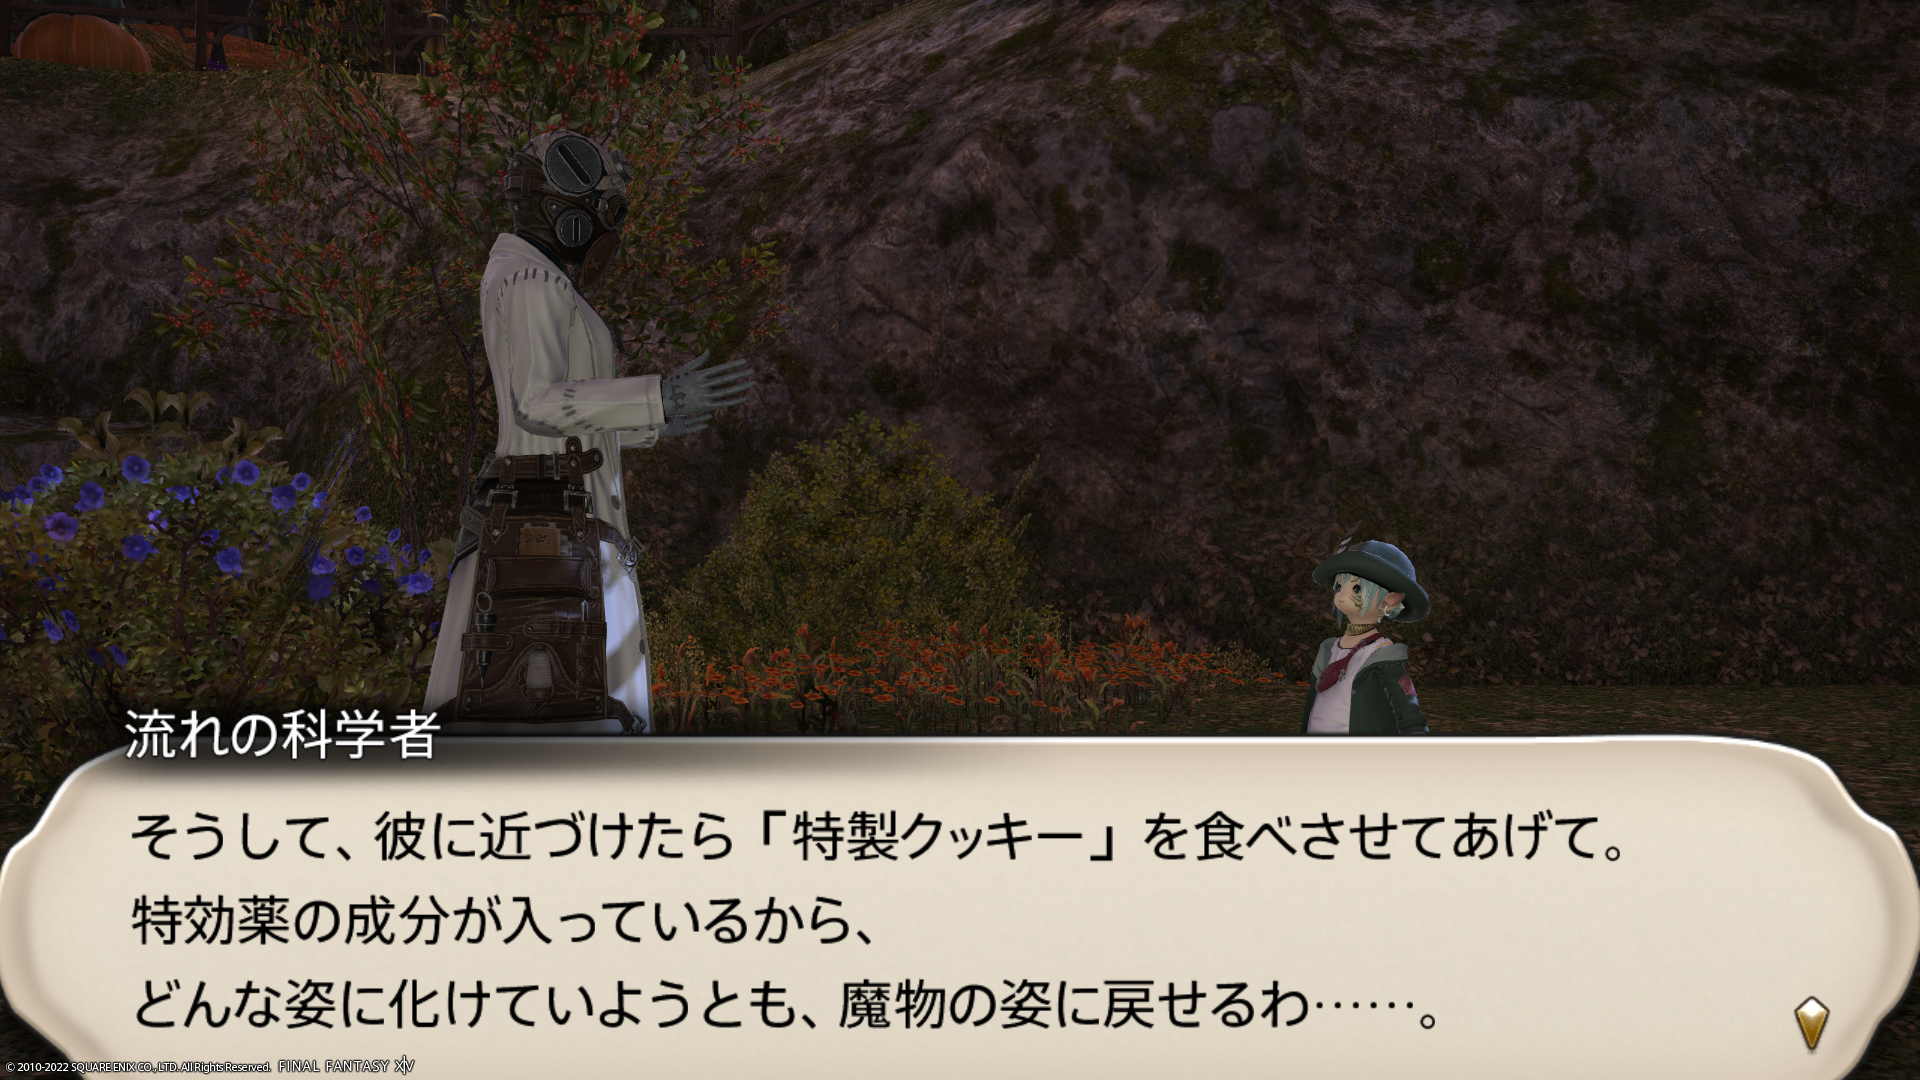 流れの科学者
そうして、彼に近づけたら「特製クッキー」を食べさせてあげて。
特効薬の成分が入っているから、
どんな姿に化けていようとも、魔物の姿に戻せるわ……。
© 2010-2022 SQUARE ENIX CO., LTD. All Rights Reserved. FINAL FANTASY XIV